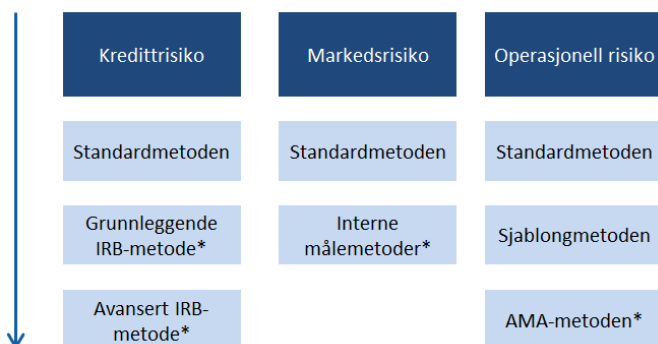 Kredittrisiko
Markedsrisiko
Operasjonell risiko
Standardmetoden
Standardmetoden
Standardmetoden
Grunnleggende
IRB-metode*
Interne
målemetoder*
Sjablongmetoden
Avansert IRB-
metode*
AMA-metoden*